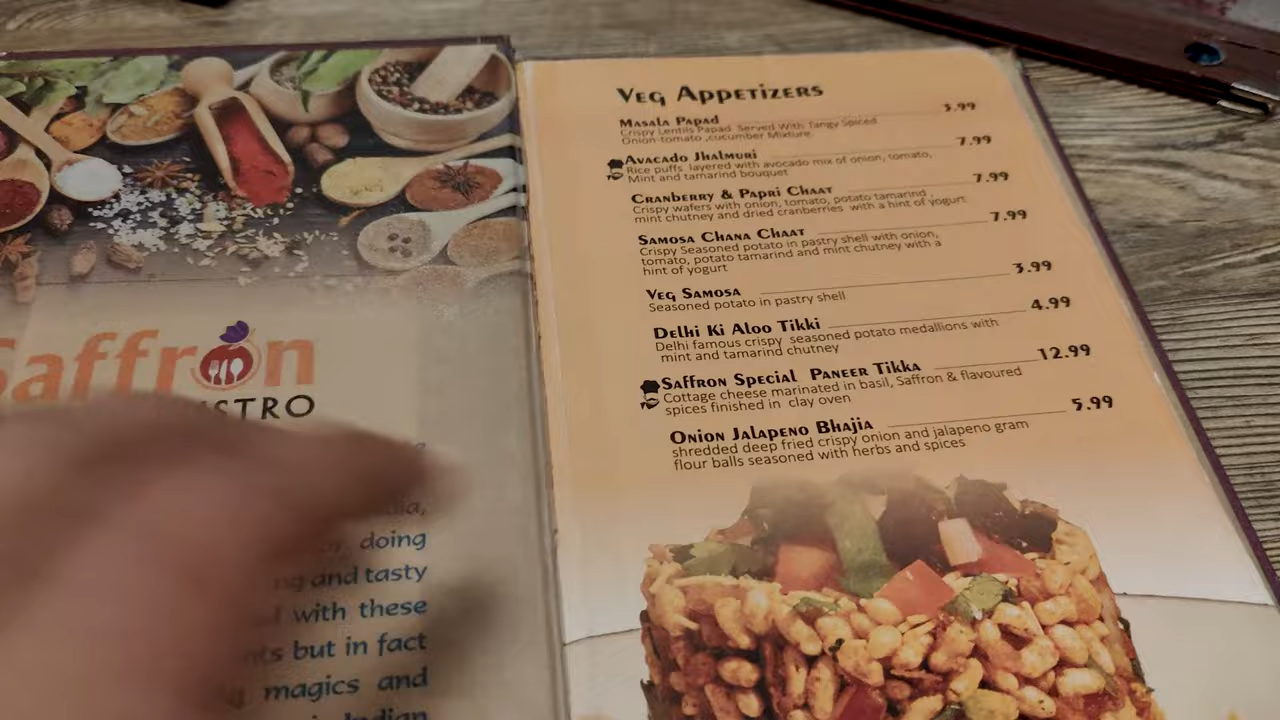 Saffron
ISTRO
doing
and tasty
with these
but in fact
magics and
Indian
Veg Appetizers
Masala Papad 3.99
Crispy Lentils Papad Served With Tangy Spiced
Onion-tomato ,cucumber Mixture
Avacado Jhalmuri 7.99
Rice puffs layered with avocado mix of onion, tomato,
Mint and tamarind bouquet
Cranberry & Papri Chaat 7.99
Crispy wafers with onion, tomato, potato tamarind ,
mint chutney and dried cranberries with a hint of yogurt
Samosa Chana Chaat 7.99
Crispy Seasoned potato in pastry shell with onion,
tomato, potato tamarind and mint chutney with a
hint of yogurt
Veg Samosa 3.99
Seasoned potato in pastry shell
Delhi Ki Aloo Tikki 4.99
Delhi famous crispy seasoned potato medallions with
mint and tamarind chutney
Saffron Special Paneer Tikka 12.99
Cottage cheese marinated in basil, Saffron & flavoured
spices finished in clay oven
Onion Jalapeno Bhajia 5.99
shredded deep fried crispy onion and jalapeno gram
flour balls seasoned with herbs and spices